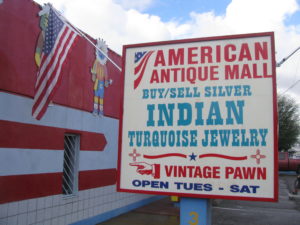 AMERICAN
ANTIQUE MALL
BUY/SELL SILVER
INDIAN
TURQUOISE JEWELRY
VINTAGE PAWN
OPEN TUES - SAT